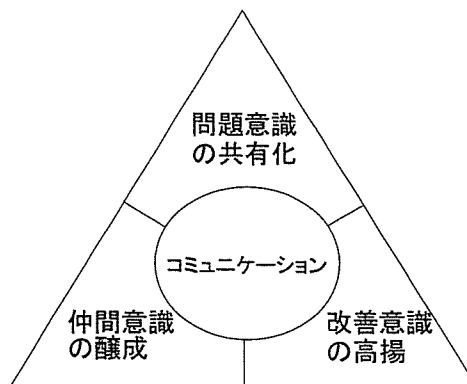 問題意識
の共有化
コミュニケーション
仲間意識
の醸成
改善意識
の高揚